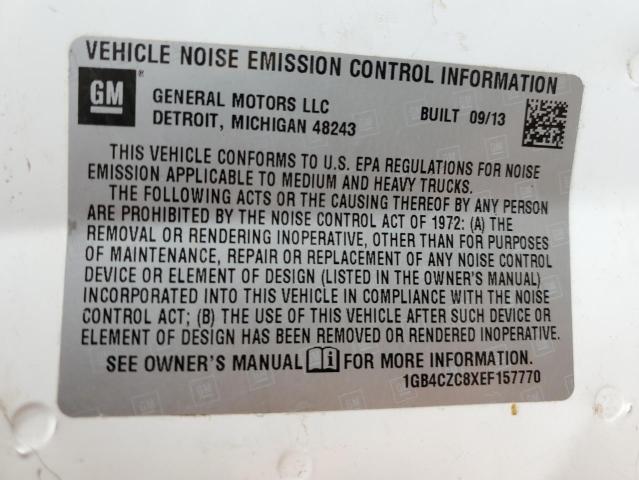 VEHICLE NOISE EMISSION CONTROL INFORMATION
GM ®
GENERAL MOTORS LLC BUILT 09/13
DETROIT, MICHIGAN 48243
THIS VEHICLE CONFORMS TO U.S. EPA REGULATIONS FOR NOISE
EMISSION APPLICABLE TO MEDIUM AND HEAVY TRUCKS.
THE FOLLOWING ACTS OR THE CAUSING THEREOF BY ANY PERSON
ARE PROHIBITED BY THE NOISE CONTROL ACT OF 1972: (A) THE
REMOVAL OR RENDERING INOPERATIVE, OTHER THAN FOR PURPOSES
OF MAINTENANCE, REPAIR OR REPLACEMENT OF ANY NOISE CONTROL
DEVICE OR ELEMENT OF DESIGN (LISTED IN THE OWNER'S MANUAL)
INCORPORATED INTO THIS VEHICLE IN COMPLIANCE WITH THE NOISE
CONTROL ACT; (B) THE USE OF THIS VEHICLE AFTER SUCH DEVICE OR
ELEMENT OF DESIGN HAS BEEN REMOVED OR RENDERED INOPERATIVE.
SEE OWNER'S MANUAL i FOR MORE INFORMATION.
1GB4CZC8XEF157770